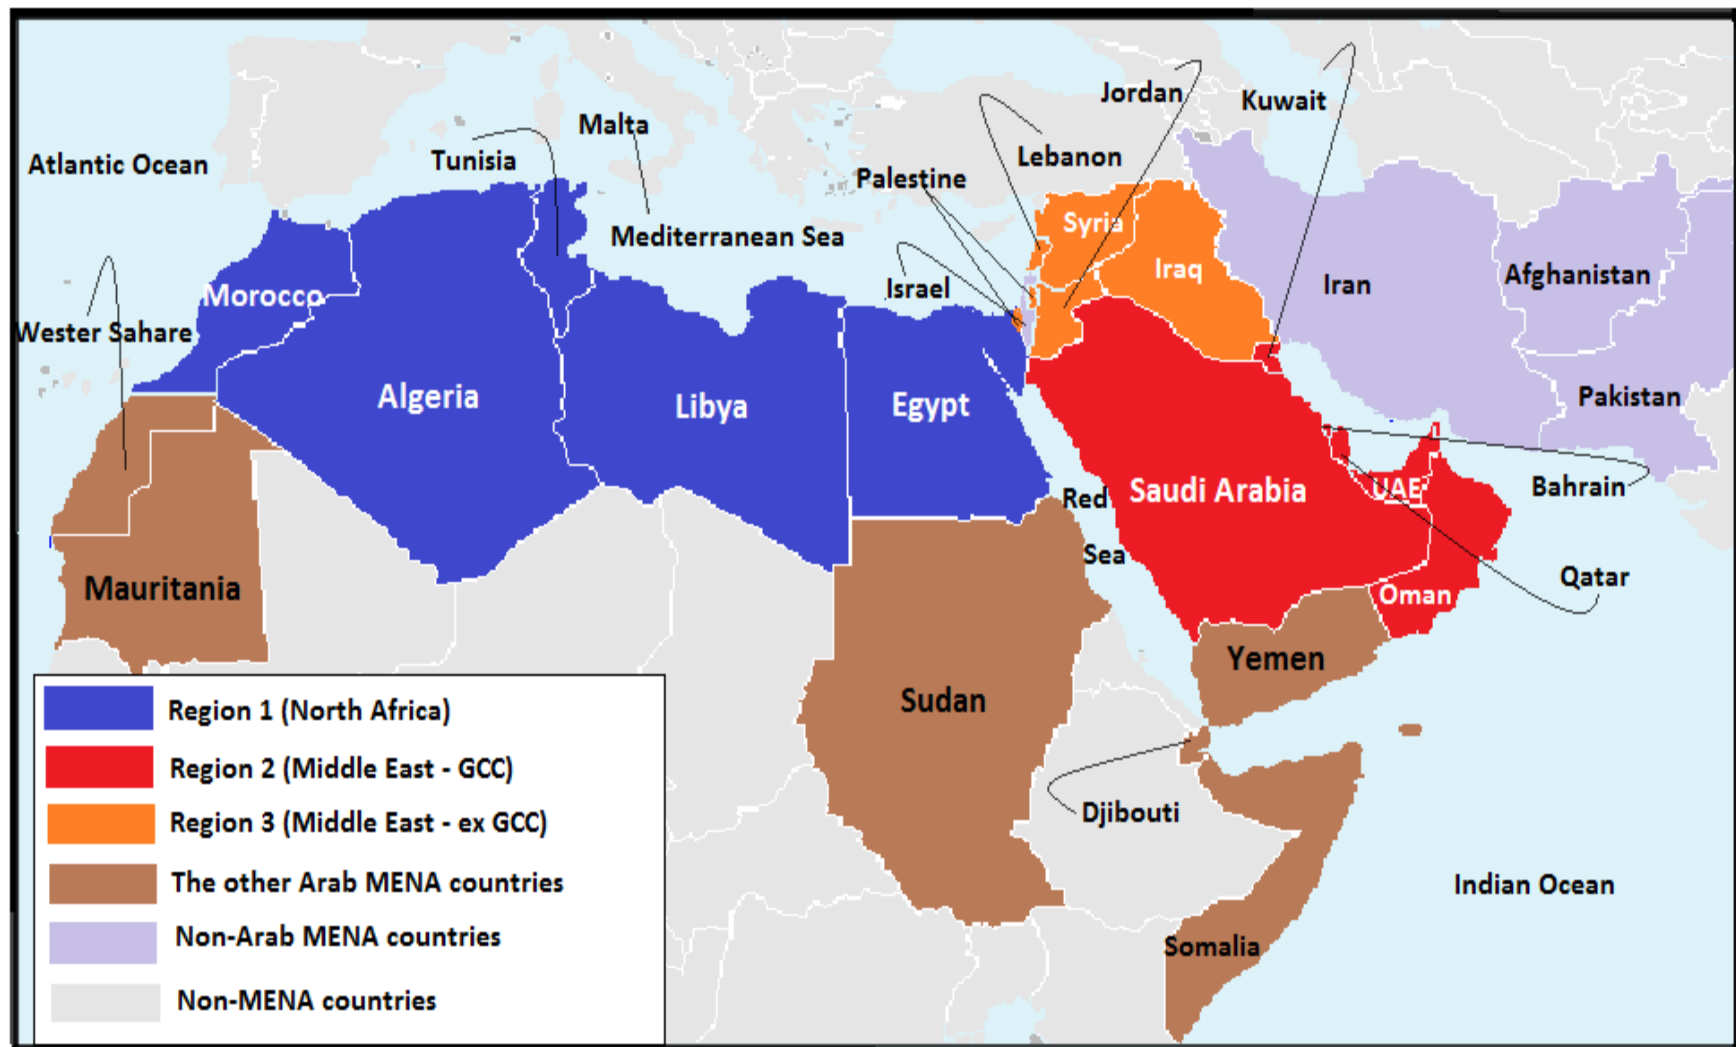 Jordan
Kuwait
Malta
Lebanon
Tunisia
Atlantic Ocean
Palestine
Syria
Mediterranean Sea
Iraq
Israel
Iran
Afghanistan
Morocco
Wester Sahare
Algeria
Libya
Egypt
Pakistan
Saudi Arabia
UAE
Bahrain
Red
Sea
Qatar
Mauritania
Oman
Yemen
Sudan
Djibouti
Indian Ocean
Somalia
Region 1 (North Africa)
Region 2 (Middle East - GCC)
Region 3 (Middle East - ex GCC)
The other Arab MENA countries
Non-Arab MENA countries
Non-MENA countries